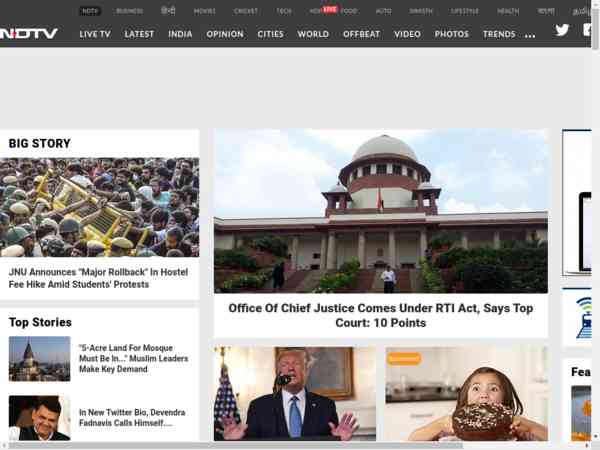 NDTV BUSINESS हिन्दी MOVIES CRICKET TECH HOP LIVE FOOD AUTO SWASTH LIFESTYLE HEALTH বাংলা தமிழ்
NDTV LIVE TV LATEST INDIA OPINION CITIES WORLD OFFBEAT VIDEO PHOTOS TRENDS ...
BIG STORY
JNU Announces "Major Rollback" In Hostel
Fee Hike Amid Students' Protests
Office Of Chief Justice Comes Under RTI Act, Says Top
Court: 10 Points
Top Stories
"5-Acre Land For Mosque
Must Be In..." Muslim Leaders
Make Key Demand
In New Twitter Bio, Devendra
Fadnavis Calls Himself....
Fea